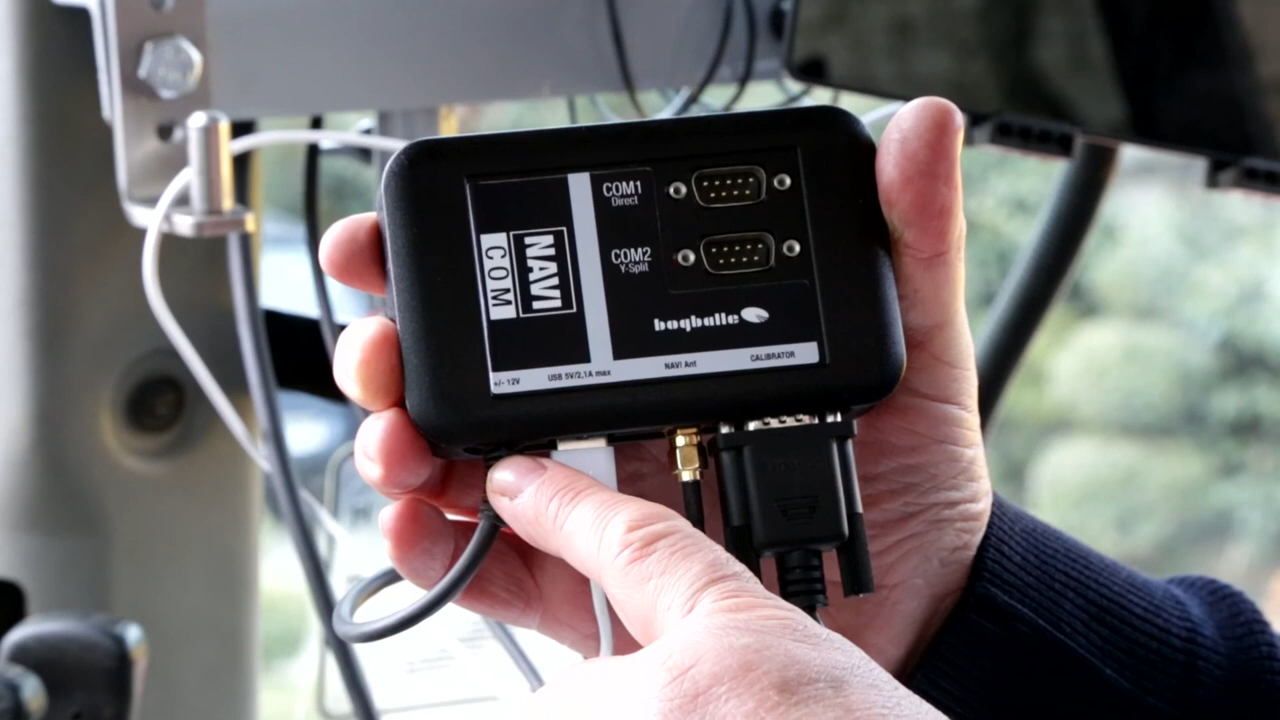 NAVI
COM
COM1
Direct
COM2
Y-Split
bogballe
+/- 12V
USB 5V/2,1A max
NAVI Ant
CALIBRATOR